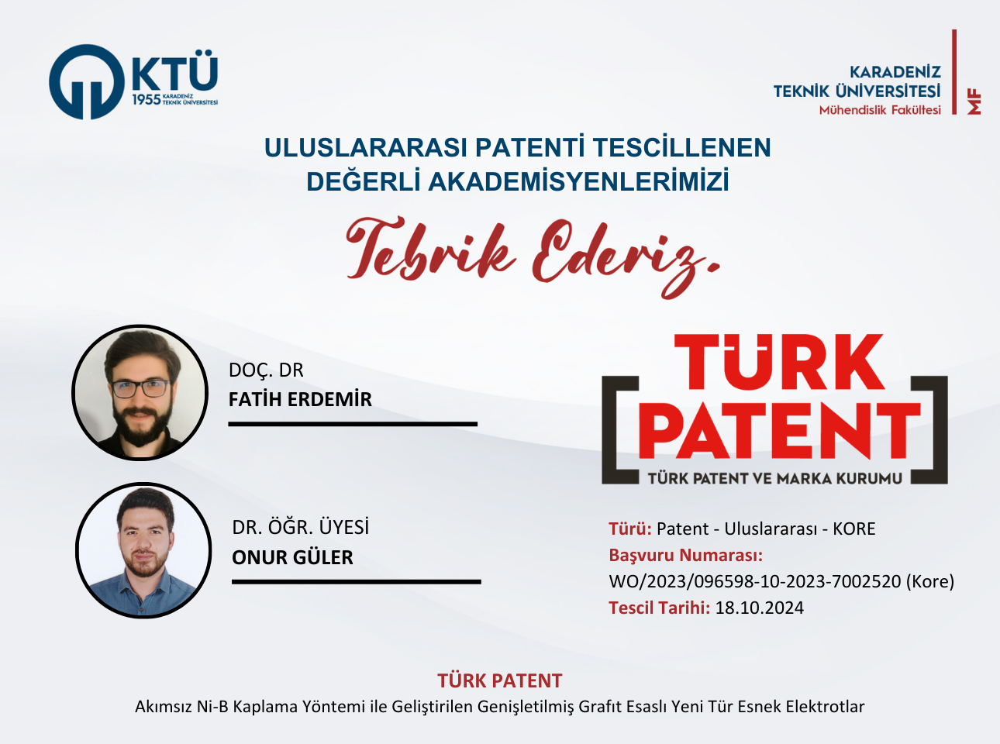 KTÜ
1955 KARADENİZ
TEKNİK ÜNİVERSİTESİ
KARADENİZ
TEKNİK ÜNİVERSİTESİ
Mühendislik Fakültesi
MF
ULUSLARARASI PATENTİ TESCİLLENEN
DEĞERLİ AKADEMİSYENLERİMİZİ
Tebrik Ederiz.
DOÇ. DR
FATİH ERDEMİR
DR. ÖĞR. ÜYESİ
ONUR GÜLER
TÜRK
PATENT
TÜRK PATENT VE MARKA KURUMU
Türü: Patent - Uluslararası - KORE
Başvuru Numarası:
WO/2023/096598-10-2023-7002520 (Kore)
Tescil Tarihi: 18.10.2024
TÜRK PATENT
Akımsız Ni-B Kaplama Yöntemi ile Geliştirilen Genişletilmiş Grafıt Esaslı Yeni Tür Esnek Elektrotlar